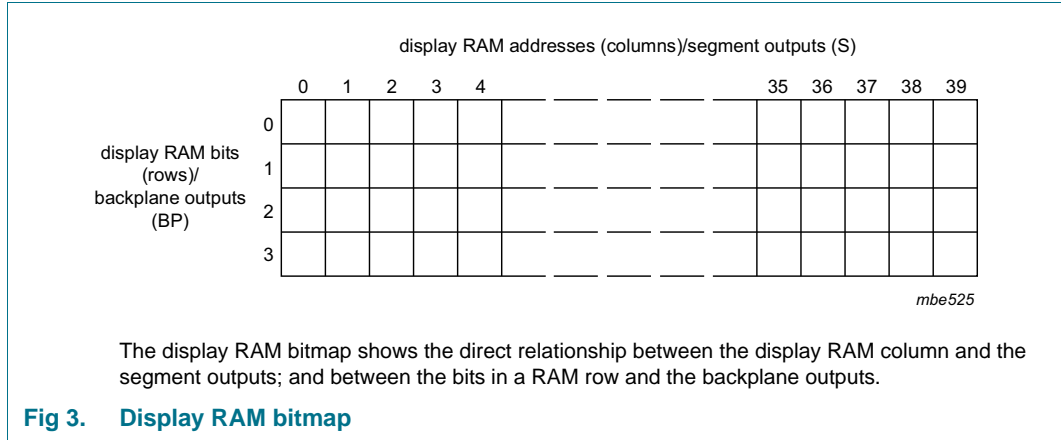 display RAM addresses (columns)/segment outputs (S)
0 1 2 3 4 35 36 37 38 39
0
display RAM bits
(rows)/
backplane outputs
(BP)
1
2
3
mbe525
The display RAM bitmap shows the direct relationship between the display RAM column and the
segment outputs; and between the bits in a RAM row and the backplane outputs.
Fig 3. Display RAM bitmap